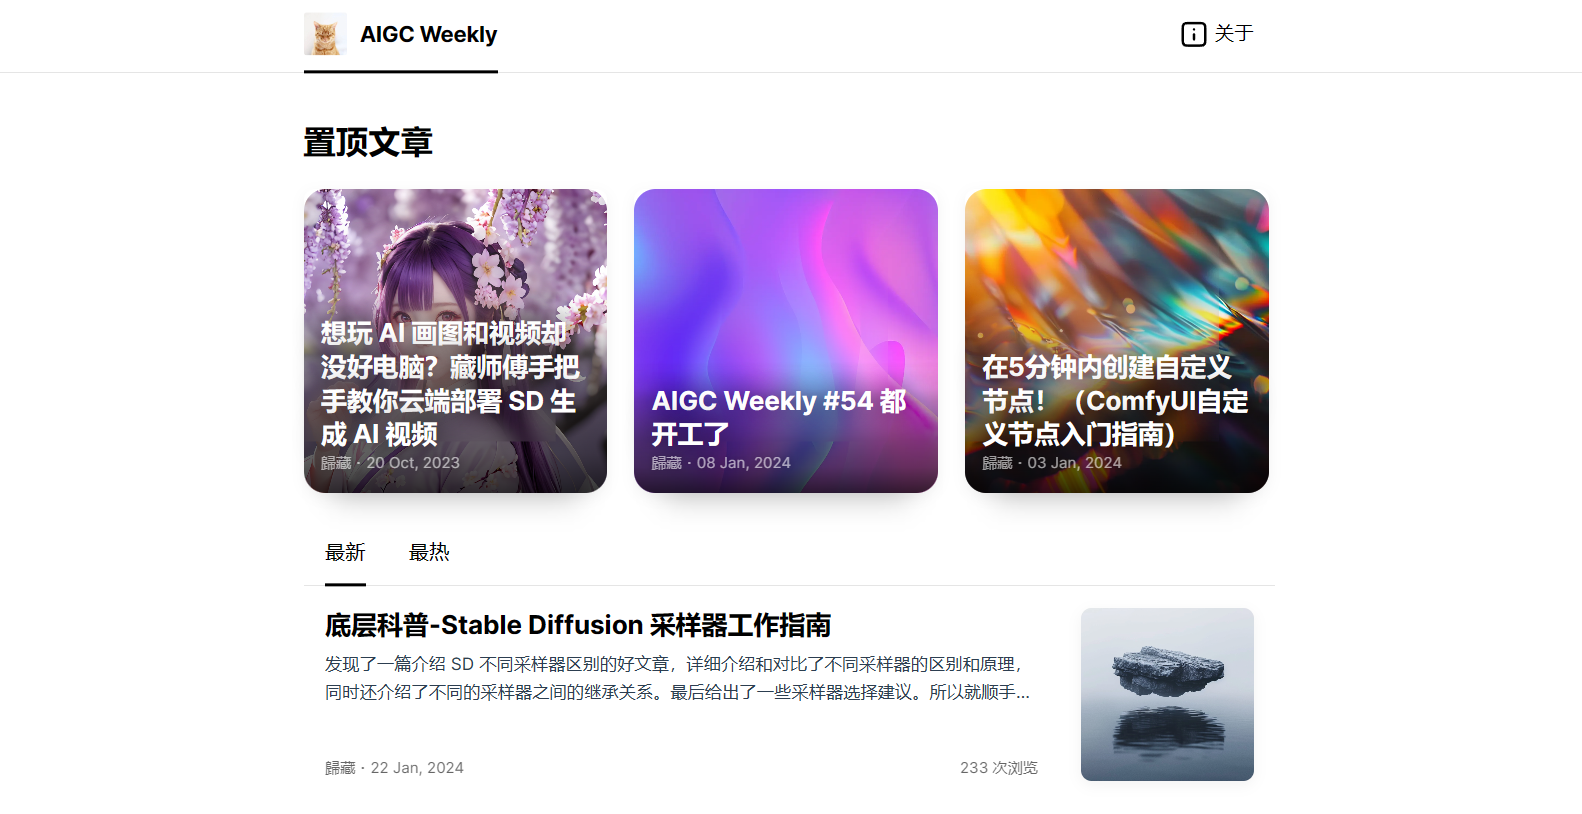 AIGC Weekly
关于
置顶文章
想玩 AI 画图和视频却
没好电脑？藏师傅手把
手教你云端部署 SD 生
成 AI 视频
歸藏 · 20 Oct, 2023
AIGC Weekly #54 都
开工了
歸藏 · 08 Jan, 2024
在5分钟内创建自定义
节点！（ComfyUI自定
义节点入门指南）
歸藏 · 03 Jan, 2024
最新
最热
底层科普-Stable Diffusion 采样器工作指南
发现了一篇介绍 SD 不同采样器区别的好文章，详细介绍和对比了不同采样器的区别和原理，
同时还介绍了不同的采样器之间的继承关系。最后给出了一些采样器选择建议。所以就顺手...
歸藏 · 22 Jan, 2024
233 次浏览